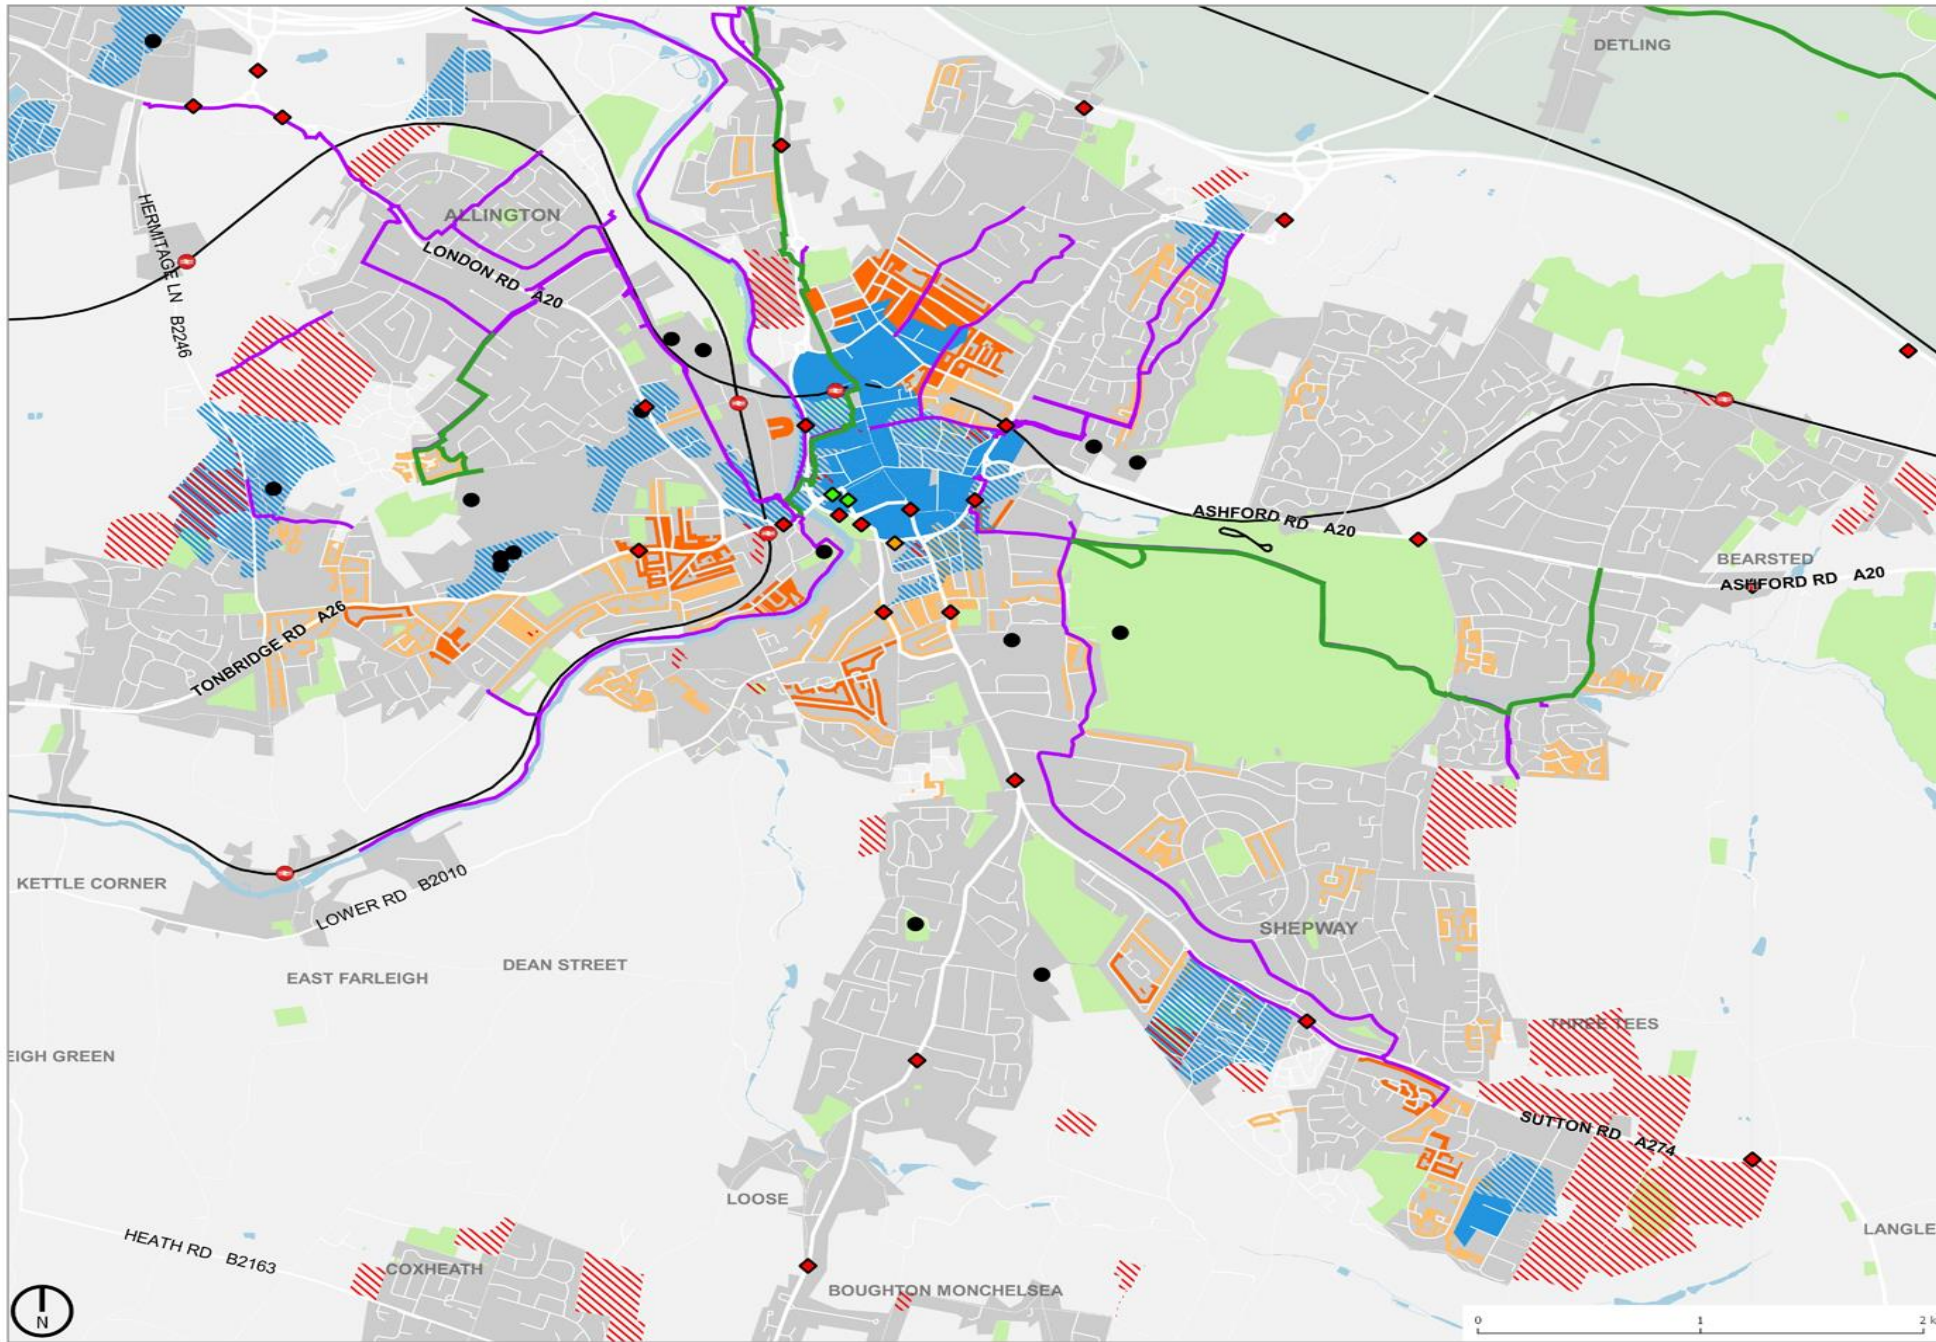 DETLING
ALLINGTON
HERMITAGE LN B2246
LONDON RD A20
ASHFORD RD A20
BEARSTED
ASHFORD RD A20
TONBRIDGE RD A26
KETTLE CORNER
LOWER RD B2010
SHEPWAY
DEAN STREET
EAST FARLEIGH
THREE TEES
EIGH GREEN
SUTTON RD A274
LOOSE
LANGLE
HEATH RD B2163
COXHEATH
BOUGHTON MONCHELSEA
N
0 1 2 k